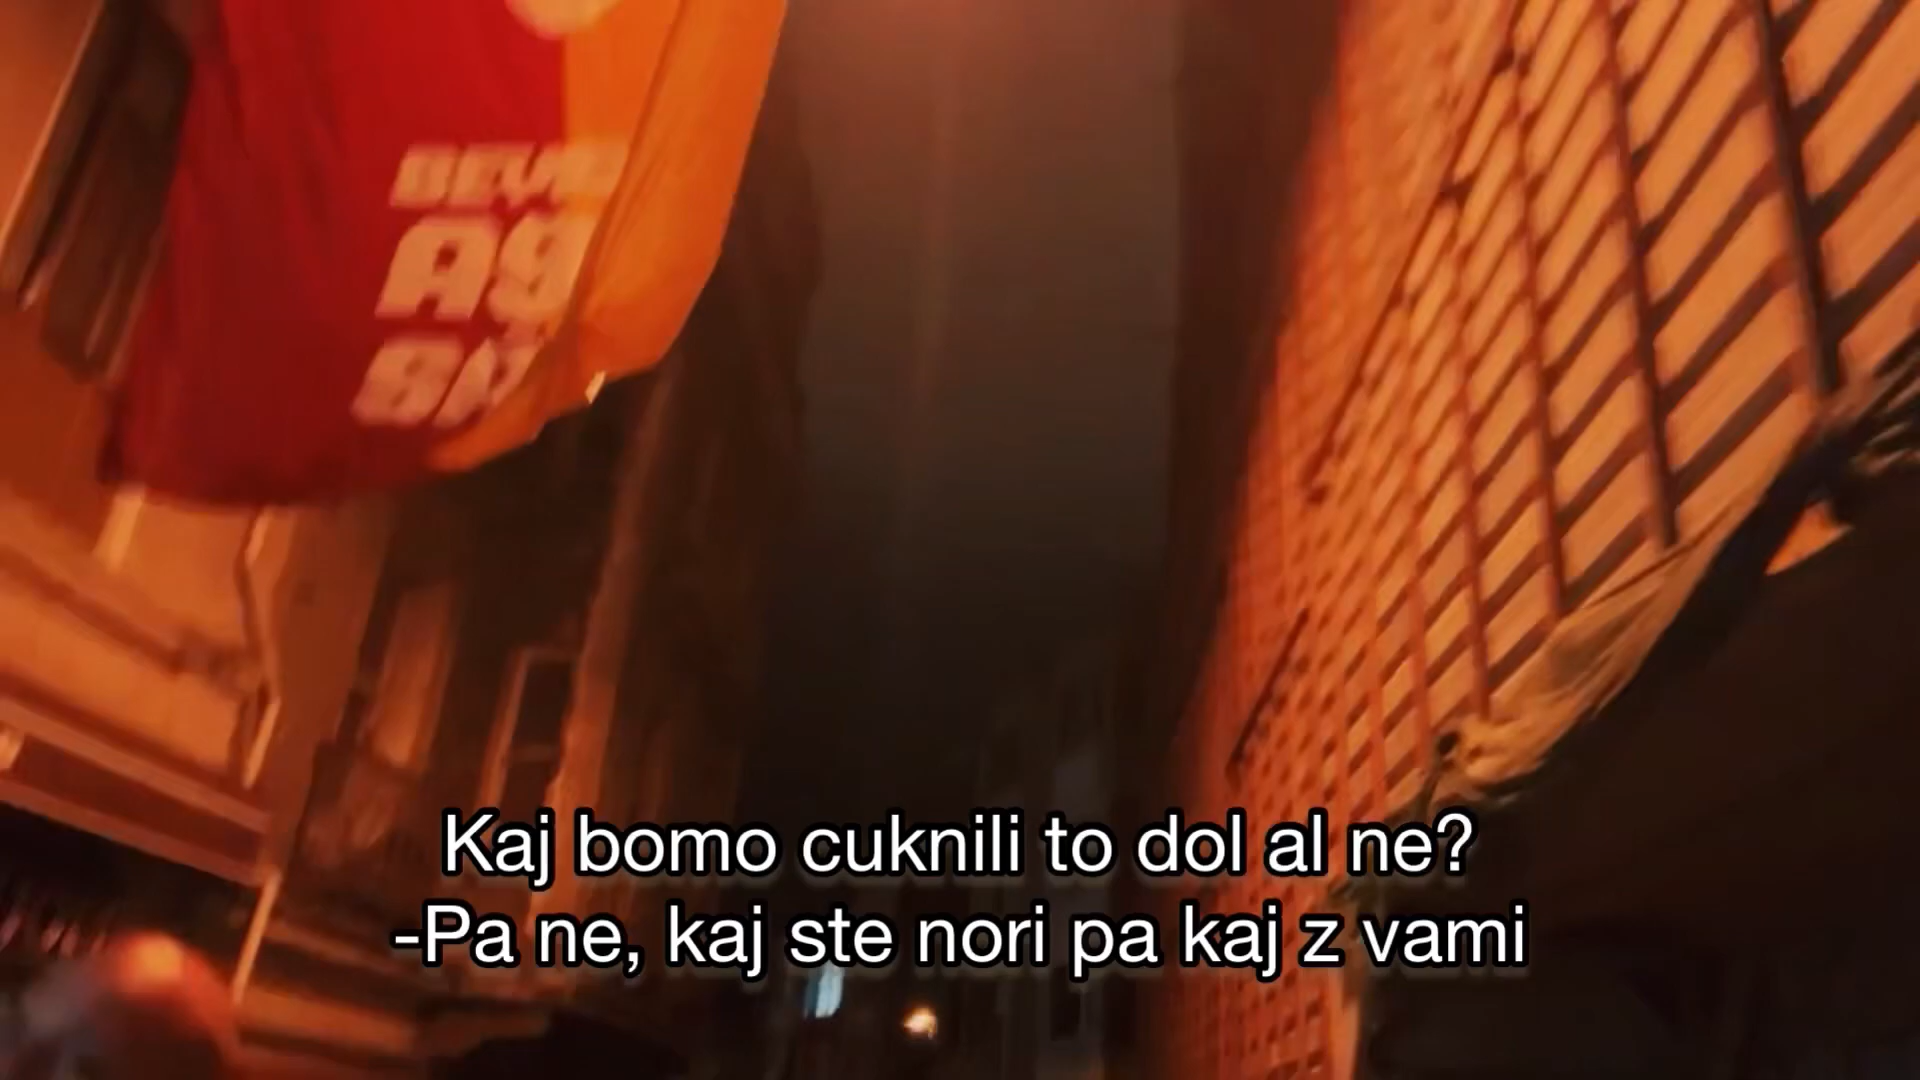 Kaj bomo cuknili to dol al ne?
-Pa ne, kaj ste nori pa kaj z vami